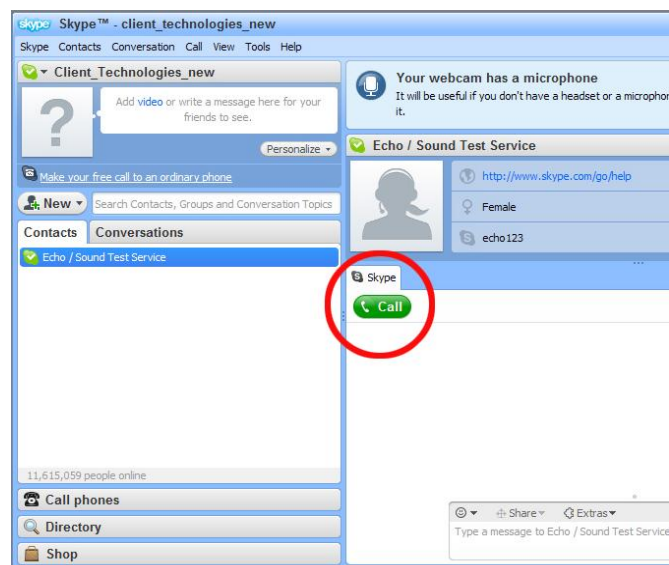 skype Skype™ - client_technologies_new
Skype Contacts Conversation Call View Tools Help
Client_Technologies_new
Add video or write a message here for your
friends to see.
Personalize
Make your free call to an ordinary phone
New Search Contacts, Groups and Conversation Topics
Contacts Conversations
Echo / Sound Test Service
11,615,059 people online
Call phones
Directory
Shop
Your webcam has a microphone
It will be useful if you don't have a headset or a microphon
it.
Echo / Sound Test Service
http://www.skype.com/go/help
Female
echo123
Skype
Call
Share Extras
Type a message to Echo / Sound Test Service